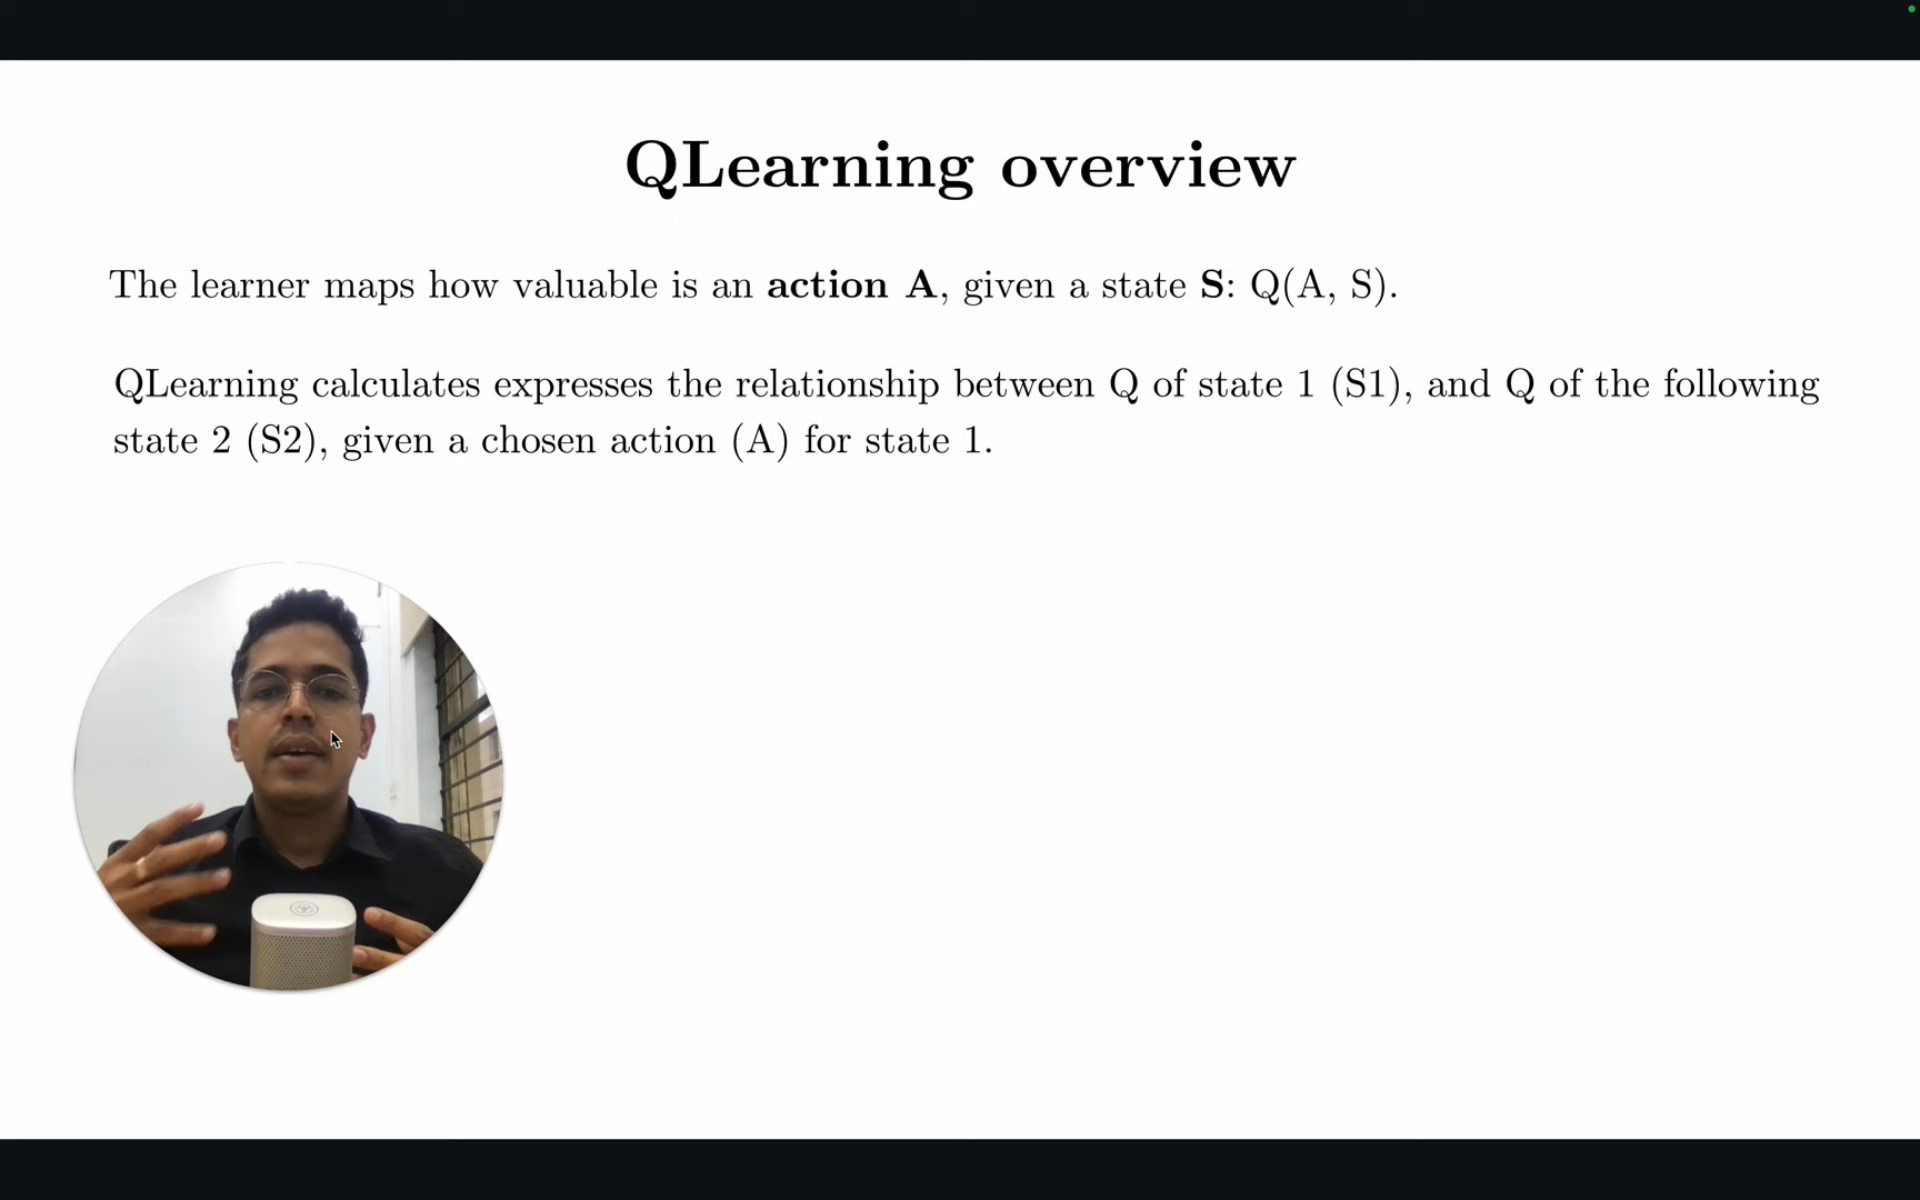 QLearning overview
The learner maps how valuable is an action A, given a state S: Q(A, S).
QLearning calculates expresses the relationship between Q of state 1 (S1), and Q of the following
state 2 (S2), given a chosen action (A) for state 1.